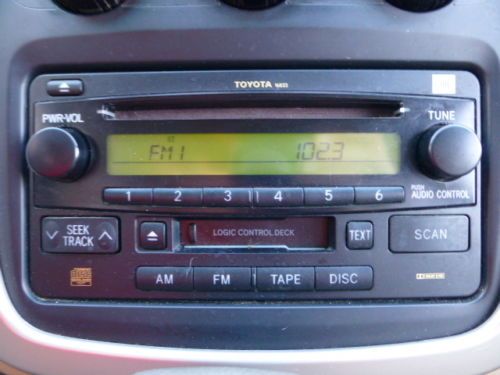 TOYOTA
JBL
PWR-VOL
TUNE
FM1 102.3
1 2 3 4 5 6
PUSH
AUDIO CONTROL
SEEK
TRACK
LOGIC CONTROL DECK
TEXT
SCAN
AM FM TAPE DISC